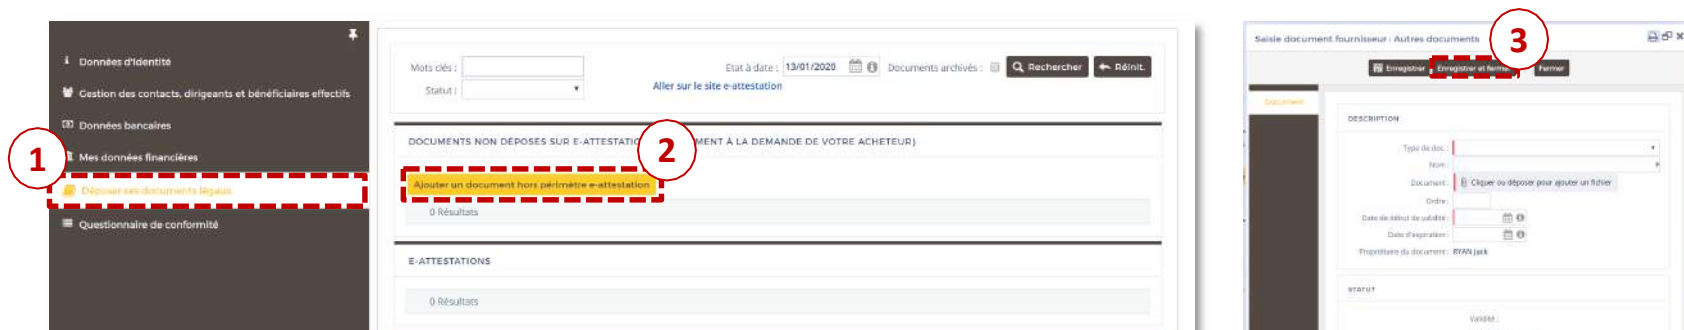 Données d'identité
Gestion des contacts, dirigeants et bénéficiaires effectifs
Données bancaires
1
Mes données financières
Déposer ses documents légaux
Questionnaire de conformité
Mots clés :
Etat à date : 13/01/2020 Documents archivés : Rechercher Réinit.
Statut :
Aller sur le site e-attestation
DOCUMENTS NON DÉPOSÉS SUR E-ATTESTATIO 2 MENT À LA DEMANDE DE VOTRE ACHETEUR)
Ajouter un document hors périmètre e-attestation
0 Résultats
E-ATTESTATIONS
0 Résultats
Saisie document fournisseur : Autres documents
3
Enregistrer Enregistrer et fermer Fermer
Document
DESCRIPTION
Type de doc. :
Nom :
Document : Cliquer ou déposer pour ajouter un fichier
Ordre :
Date de début de validité :
Date d'expiration :
Propriétaire du document : RYAN Jack
STATUT
Validité :